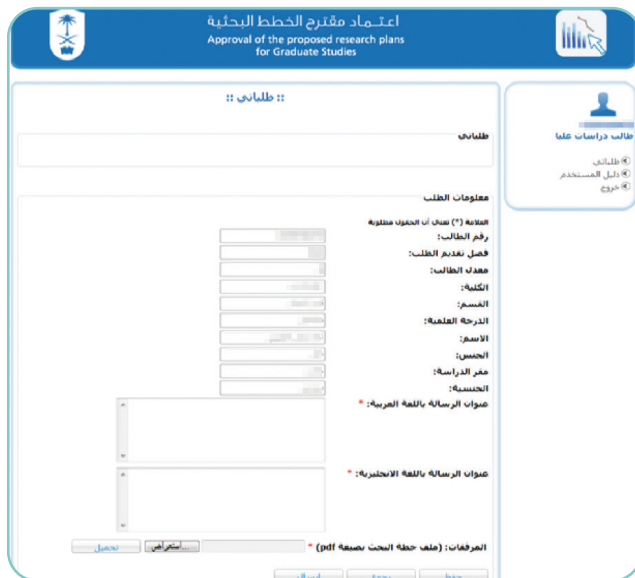 اعتماد مقترح الخطط البحثية
Approval of the proposed research plans
for Graduate Studies
طالب دراسات عليا
طلباتي
دليل المستخدم
خروج
:: طلباتي ::
طلباتي
معلومات الطلب
العلامة (*) تعني أن الحقول مطلوبة
رقم الطالب:
فصل تقديم الطلب:
معدل الطالب:
الكلية:
القسم:
الدرجة العلمية:
الاسم:
الجنس:
مقر الدراسة:
الجنسية:
عنوان الرسالة باللغة العربية: *
عنوان الرسالة باللغة الانجليزية: *
المرفقات: (ملف خطة البحث بصيغة pdf) * استعراض... تحميل